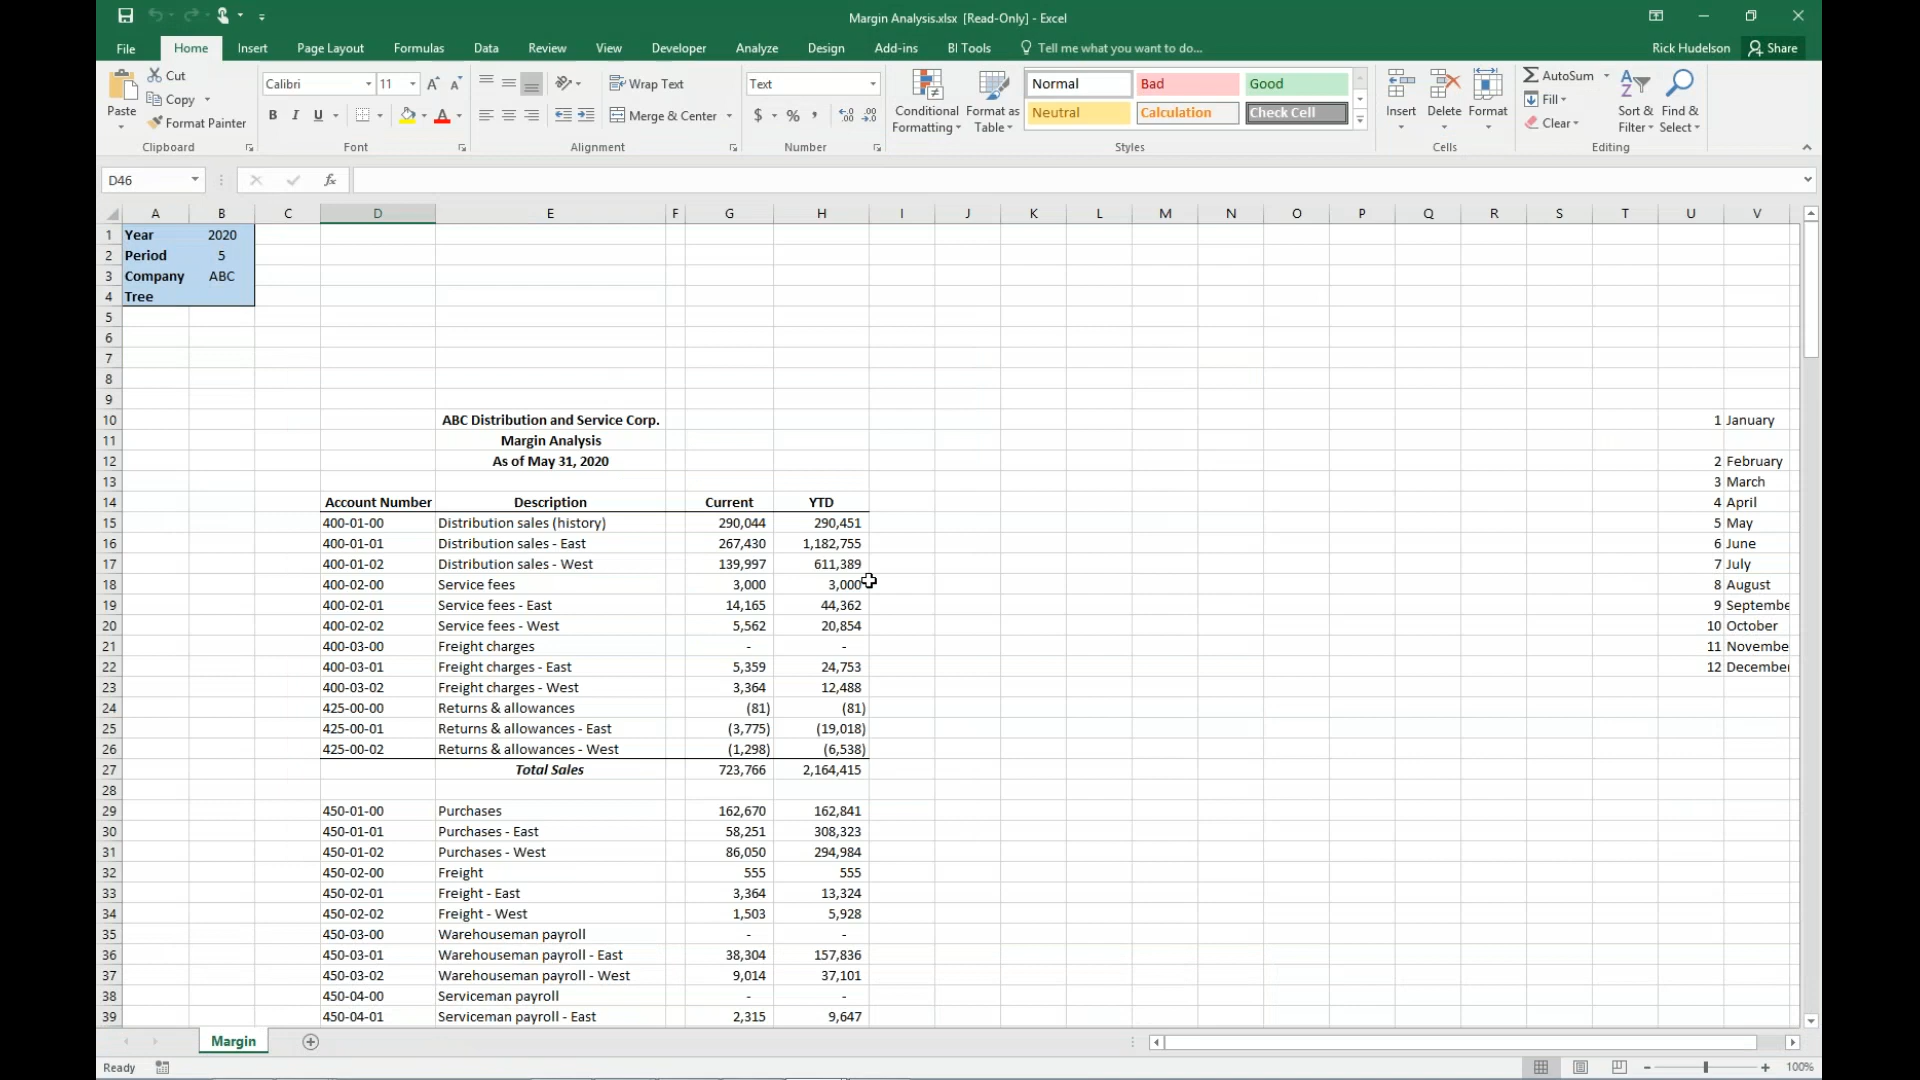 Margin Analysis.xlsx [Read-Only] - Excel
File Home Insert Page Layout Formulas Data Review View Developer Analyze Design Add-ins BI Tools Tell me what you want to do... Rick Hudelson Share
Paste Cut Copy Format Painter Clipboard
Calibri 11 B I U A Font
Wrap Text Merge & Center Alignment
Text $ % , Number
Conditional Formatting Format as Table
Normal Bad Good
Neutral Calculation Check Cell
Styles
Insert Delete Format Cells
AutoSum Fill Clear Sort & Filter Find & Select Editing
D46 fx
A B C D E F G H I J K L M N O P Q R S T U V
1 Year 2020
2 Period 5
3 Company ABC
4 Tree
5
6
7
8
9
10 ABC Distribution and Service Corp. 1 January
11 Margin Analysis
12 As of May 31, 2020 2 February
13 3 March
14 Account Number Description Current YTD 4 April
15 400-01-00 Distribution sales (history) 290,044 290,451 5 May
16 400-01-01 Distribution sales - East 267,430 1,182,755 6 June
17 400-01-02 Distribution sales - West 139,997 611,389 7 July
18 400-02-00 Service fees 3,000 3,000 8 August
19 400-02-01 Service fees - East 14,165 44,362 9 Septembe
20 400-02-02 Service fees - West 5,562 20,854 10 October
21 400-03-00 Freight charges - - 11 Novembe
22 400-03-01 Freight charges - East 5,359 24,753 12 December
23 400-03-02 Freight charges - West 3,364 12,488
24 425-00-00 Returns & allowances (81) (81)
25 425-00-01 Returns & allowances - East (3,775) (19,018)
26 425-00-02 Returns & allowances - West (1,298) (6,538)
27 Total Sales 723,766 2,164,415
28
29 450-01-00 Purchases 162,670 162,841
30 450-01-01 Purchases - East 58,251 308,323
31 450-01-02 Purchases - West 86,050 294,984
32 450-02-00 Freight 555 555
33 450-02-01 Freight - East 3,364 13,324
34 450-02-02 Freight - West 1,503 5,928
35 450-03-00 Warehouseman payroll - -
36 450-03-01 Warehouseman payroll - East 38,304 157,836
37 450-03-02 Warehouseman payroll - West 9,014 37,101
38 450-04-00 Serviceman payroll - -
39 450-04-01 Serviceman payroll - East 2,315 9,647
Margin
Ready 100%